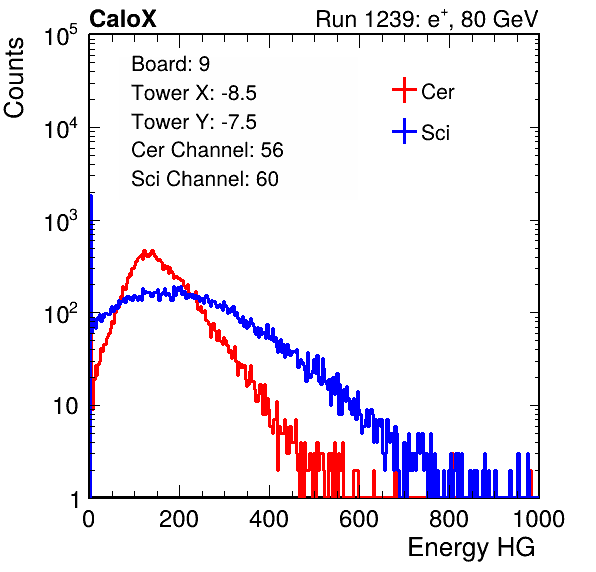 CaloX Run 1239: e⁺, 80 GeV
Counts
10⁵
10⁴
10³
10²
10
1
Board: 9
Tower X: -8.5
Tower Y: -7.5
Cer Channel: 56
Sci Channel: 60
Cer
Sci
0 200 400 600 800 1000
Energy HG